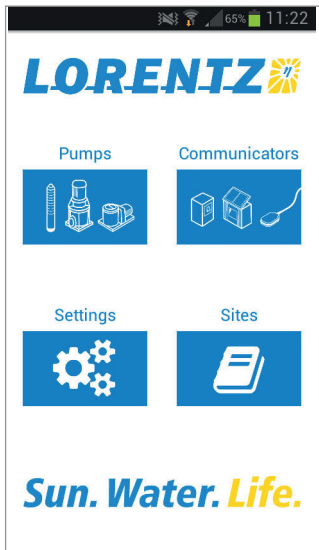 65% 11:22
LORENTZ
Pumps Communicators
Settings Sites
Sun. Water. Life.